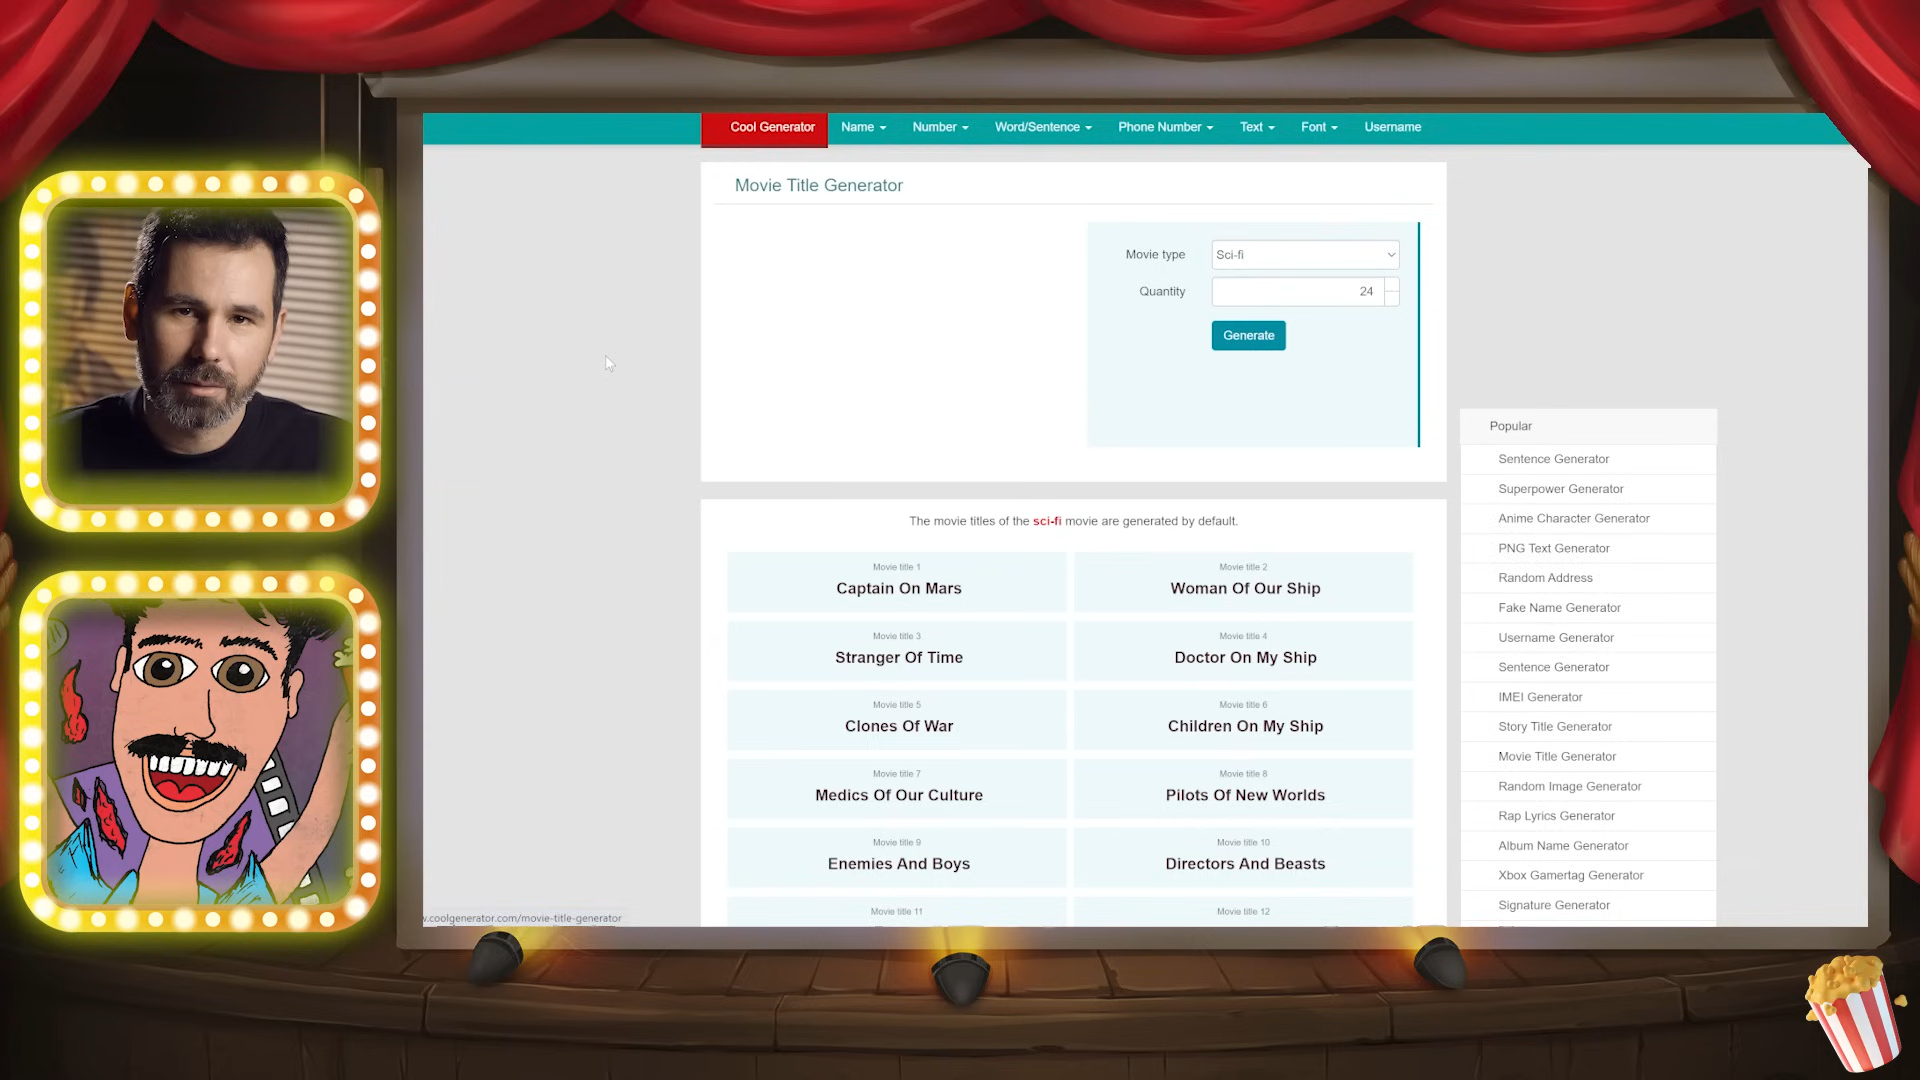 Cool Generator Name Number Word/Sentence Phone Number Text Font Username
Movie Title Generator
Movie type Sci-fi
Quantity 24
Generate
The movie titles of the sci-fi movie are generated by default.
Movie title 1
Captain On Mars
Movie title 2
Woman Of Our Ship
Movie title 3
Stranger Of Time
Movie title 4
Doctor On My Ship
Movie title 5
Clones Of War
Movie title 6
Children On My Ship
Movie title 7
Medics Of Our Culture
Movie title 8
Pilots Of New Worlds
Movie title 9
Enemies And Boys
Movie title 10
Directors And Beasts
Movie title 11
Movie title 12
Popular
Sentence Generator
Superpower Generator
Anime Character Generator
PNG Text Generator
Random Address
Fake Name Generator
Username Generator
Sentence Generator
IMEI Generator
Story Title Generator
Movie Title Generator
Random Image Generator
Rap Lyrics Generator
Album Name Generator
Xbox Gamertag Generator
Signature Generator
.coolgenerator.com/movie-title-generator